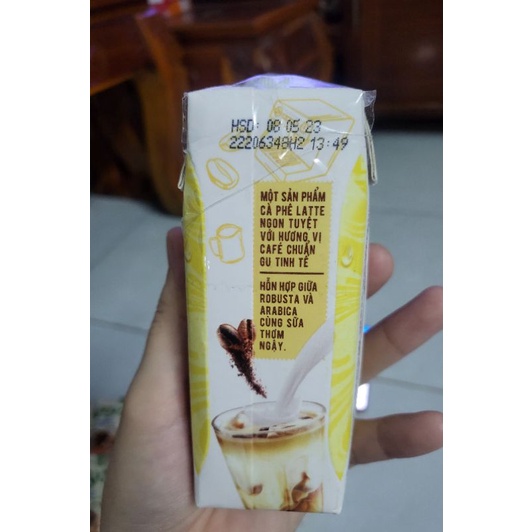 HSD: 08 05 23
22206348H2 13:49
MỘT SẢN PHẨM
CÀ PHÊ LATTE
NGON TUYỆT
VỚI HƯƠNG VỊ
CAFÉ CHUẨN
GU TINH TẾ
HỖN HỢP GIỮA
ROBUSTA VÀ
ARABICA
CÙNG SỮA
THƠM
NGẬY.